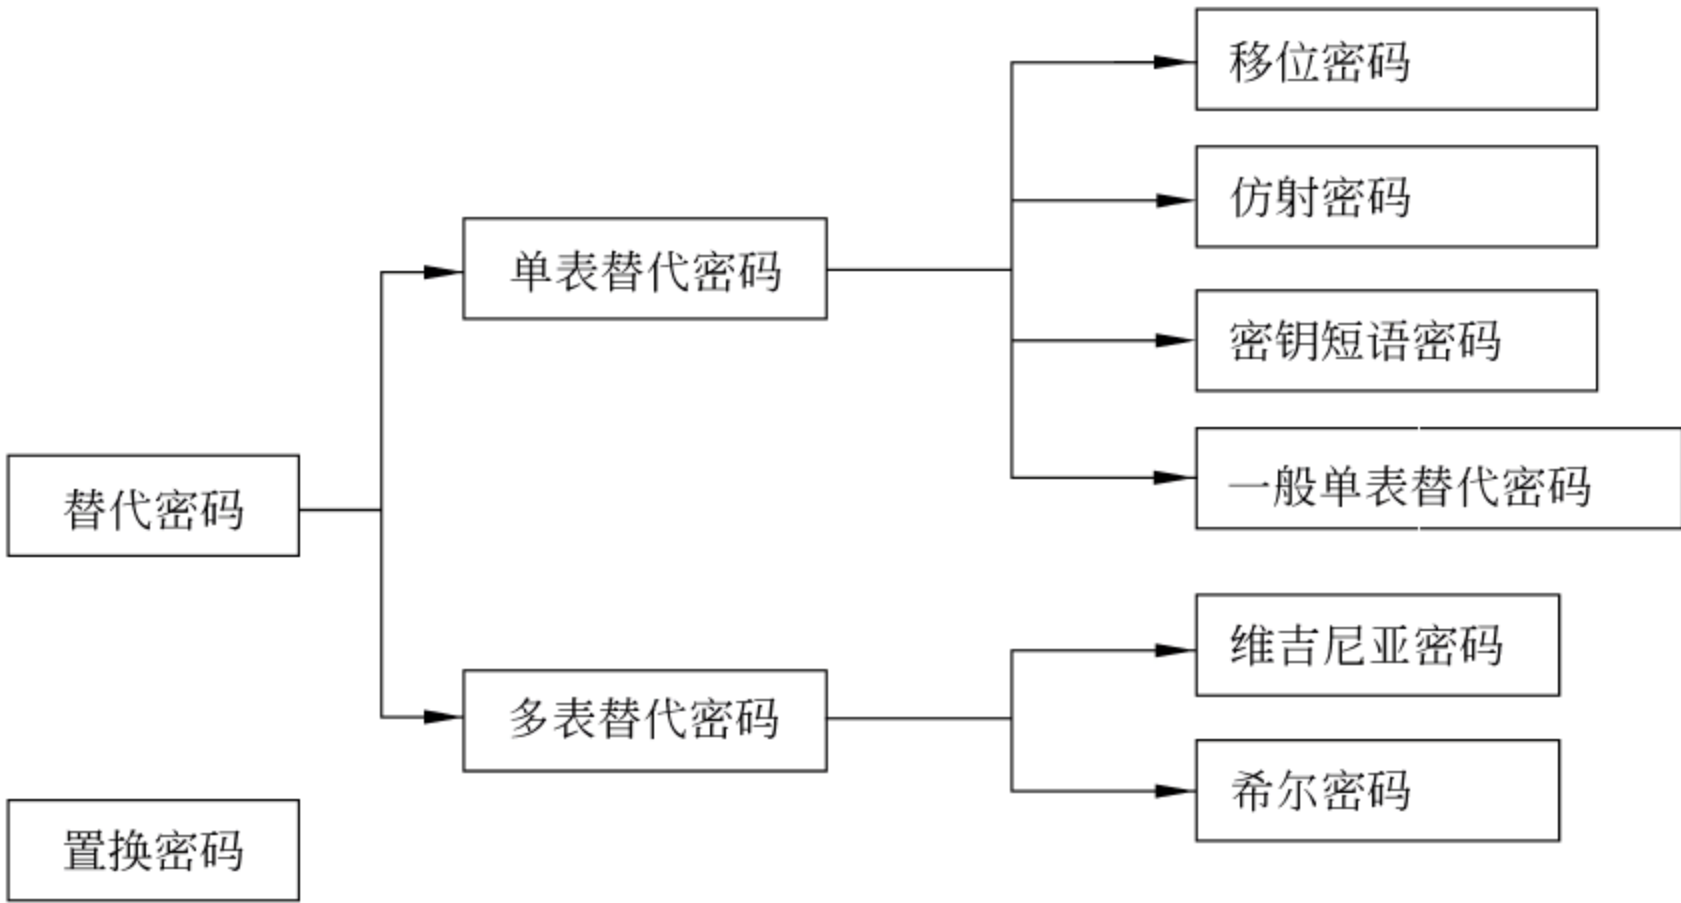 移位密码
仿射密码
单表替代密码
密钥短语密码
一般单表替代密码
替代密码
维吉尼亚密码
多表替代密码
希尔密码
置换密码